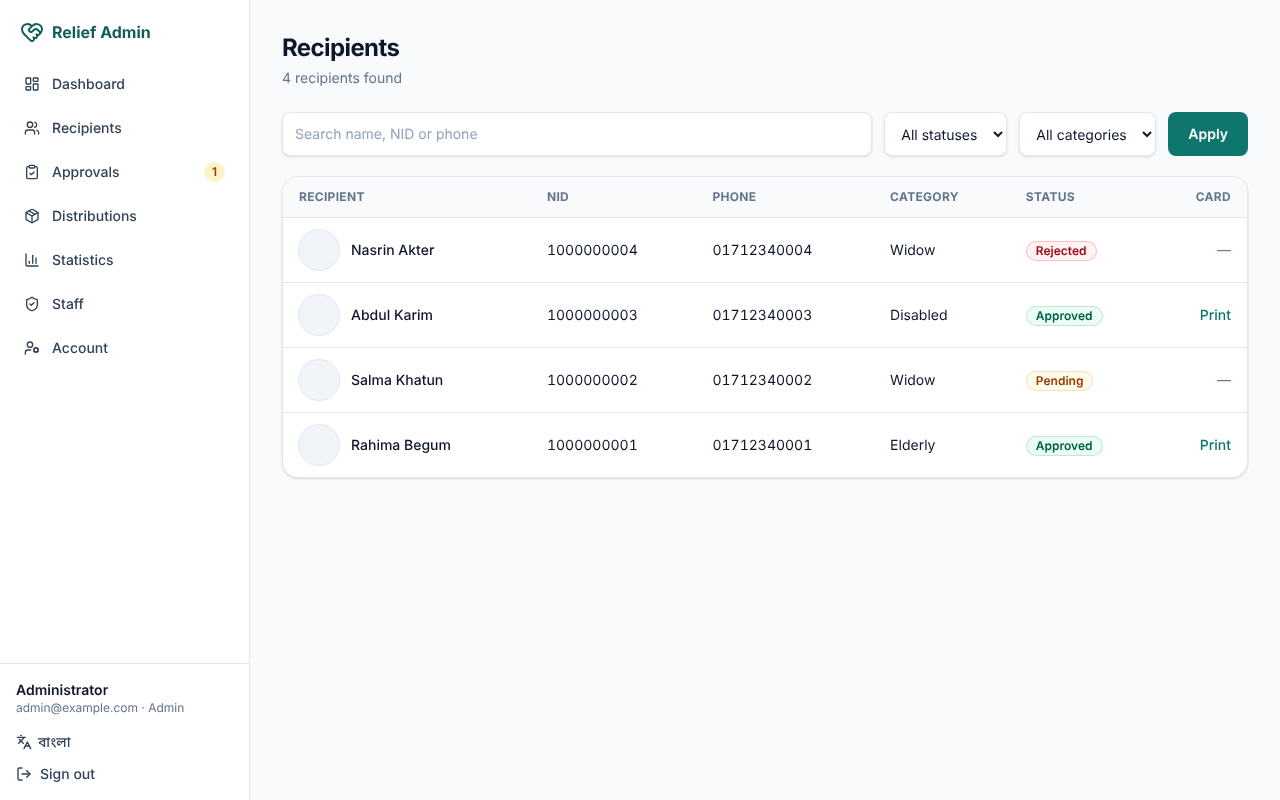 Relief Admin
Dashboard
Recipients
Approvals 1
Distributions
Statistics
Staff
Account
Administrator
admin@example.com · Admin
বাংলা
Sign out
Recipients
4 recipients found
Search name, NID or phone
All statuses
All categories
Apply
RECIPIENT NID PHONE CATEGORY STATUS CARD
Nasrin Akter 1000000004 01712340004 Widow Rejected —
Abdul Karim 1000000003 01712340003 Disabled Approved Print
Salma Khatun 1000000002 01712340002 Widow Pending —
Rahima Begum 1000000001 01712340001 Elderly Approved Print